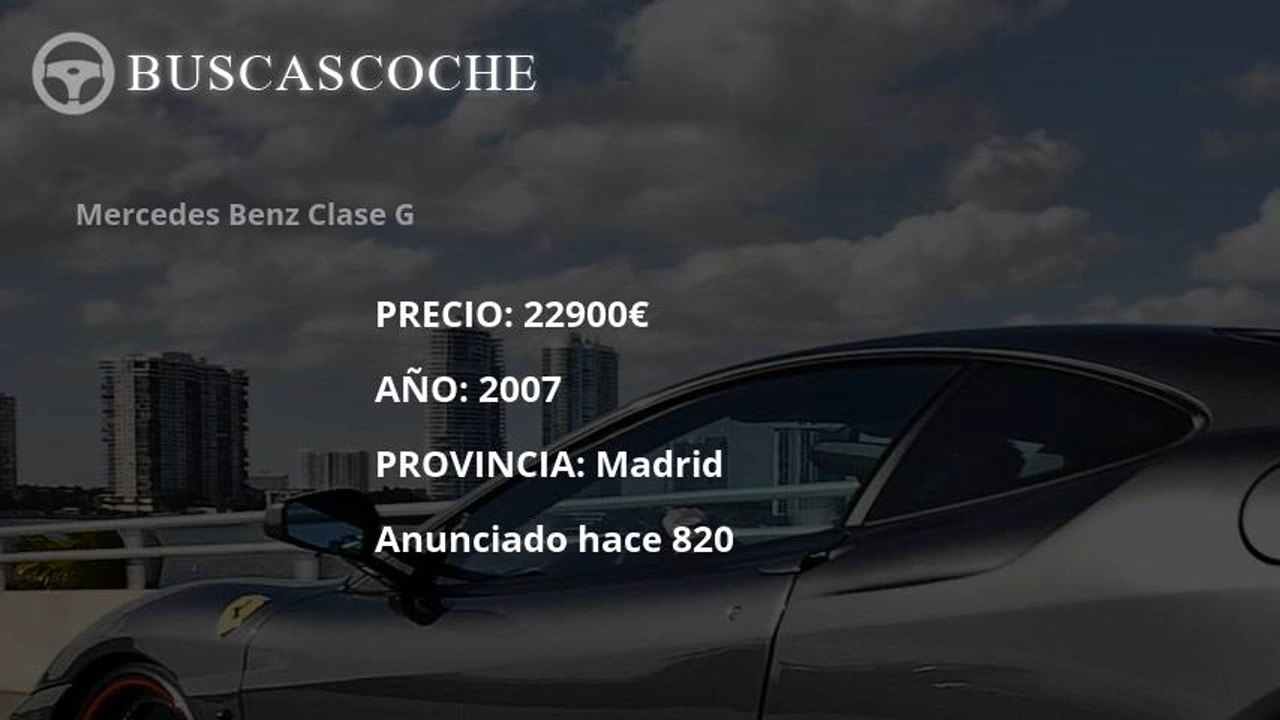 BUSCASCOCHE
Mercedes Benz Clase G
PRECIO: 22900€
AÑO: 2007
PROVINCIA: Madrid
Anunciado hace 820